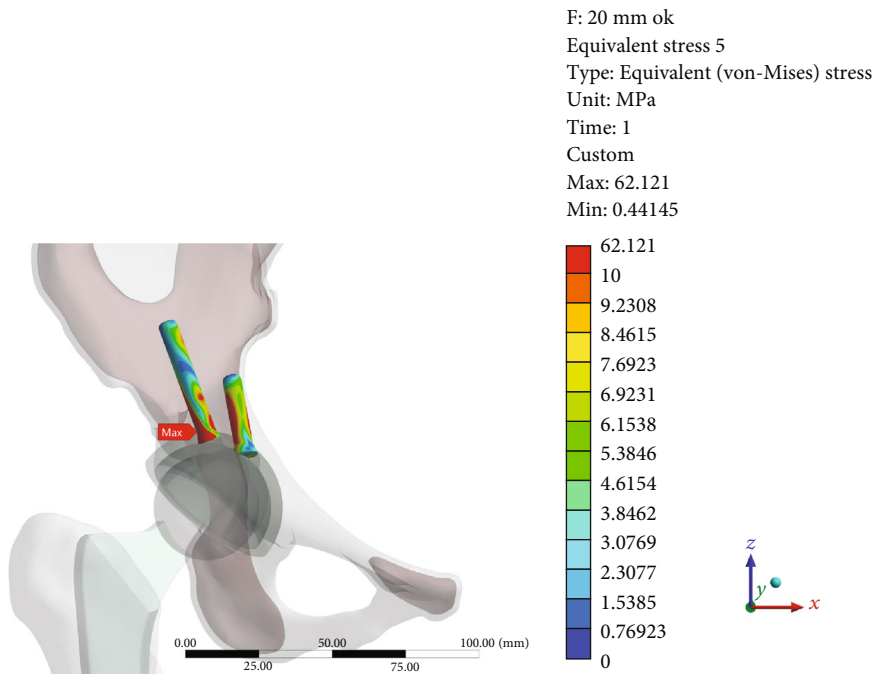 F: 20 mm ok
Equivalent stress 5
Type: Equivalent (von-Mises) stress
Unit: MPa
Time: 1
Custom
Max: 62.121
Min: 0.44145
62.121
10
9.2308
8.4615
7.6923
6.9231
6.1538
5.3846
4.6154
3.8462
3.0769
2.3077
1.5385
0.76923
0
Max
0.00 50.00 100.00 (mm)
25.00 75.00
z
y
x